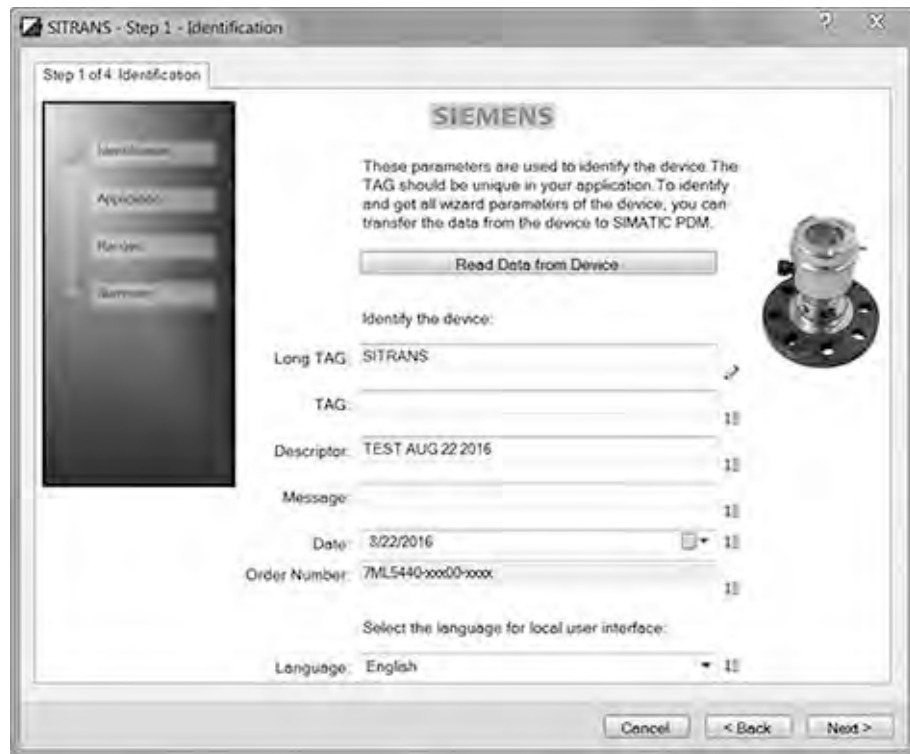 SITRANS - Step 1 - Identification
?
X
Step 1 of 4: Identification
SIEMENS
Identification
Application
Ranges
Summary
These parameters are used to identify the device. The
TAG should be unique in your application. To identify
and get all wizard parameters of the device, you can
transfer the data from the device to SIMATIC PDM.
Read Data from Device
Identify the device:
Long TAG: SITRANS
TAG:
Descriptor: TEST AUG 22 2016
Message:
Date: 8/22/2016
Order Number: 7ML5440-xxx00-xxxx
Select the language for local user interface:
Language: English
Cancel
< Back
Next >